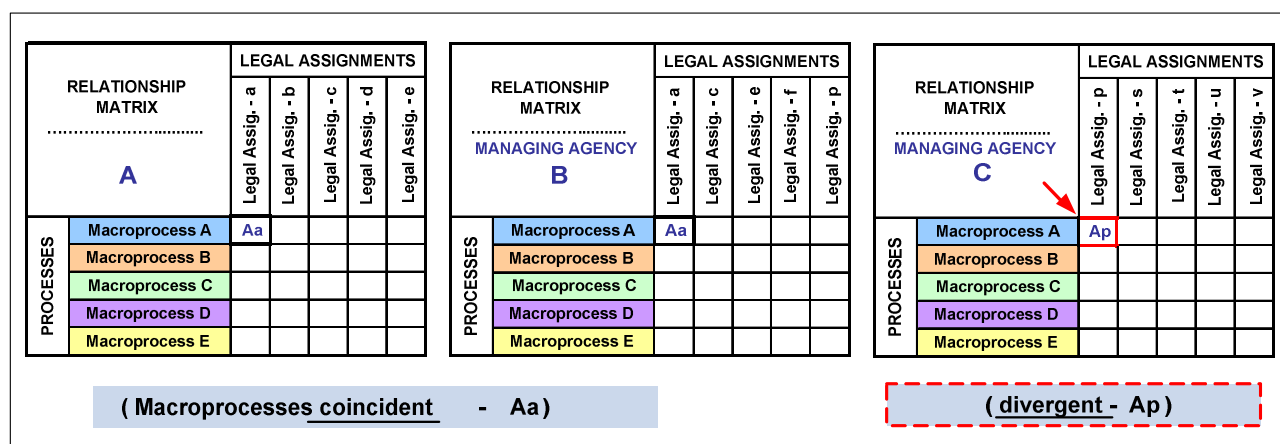 RELATIONSHIP
MATRIX
A
LEGAL ASSIGNMENTS
Legal Assig. - a
Legal Assig. - b
Legal Assig. - c
Legal Assig. - d
Legal Assig. - e
PROCESSES
Macroprocess A Aa
Macroprocess B
Macroprocess C
Macroprocess D
Macroprocess E
RELATIONSHIP
MATRIX
MANAGING AGENCY
B
LEGAL ASSIGNMENTS
Legal Assig. - a
Legal Assig. - c
Legal Assig. - e
Legal Assig. - f
Legal Assig. - p
PROCESSES
Macroprocess A Aa
Macroprocess B
Macroprocess C
Macroprocess D
Macroprocess E
RELATIONSHIP
MATRIX
MANAGING AGENCY
C
LEGAL ASSIGNMENTS
Legal Assig. - p
Legal Assig. - s
Legal Assig. - t
Legal Assig. - u
Legal Assig. - v
PROCESSES
Macroprocess A Ap
Macroprocess B
Macroprocess C
Macroprocess D
Macroprocess E
( Macroprocesses coincident - Aa )
( divergent - Ap )